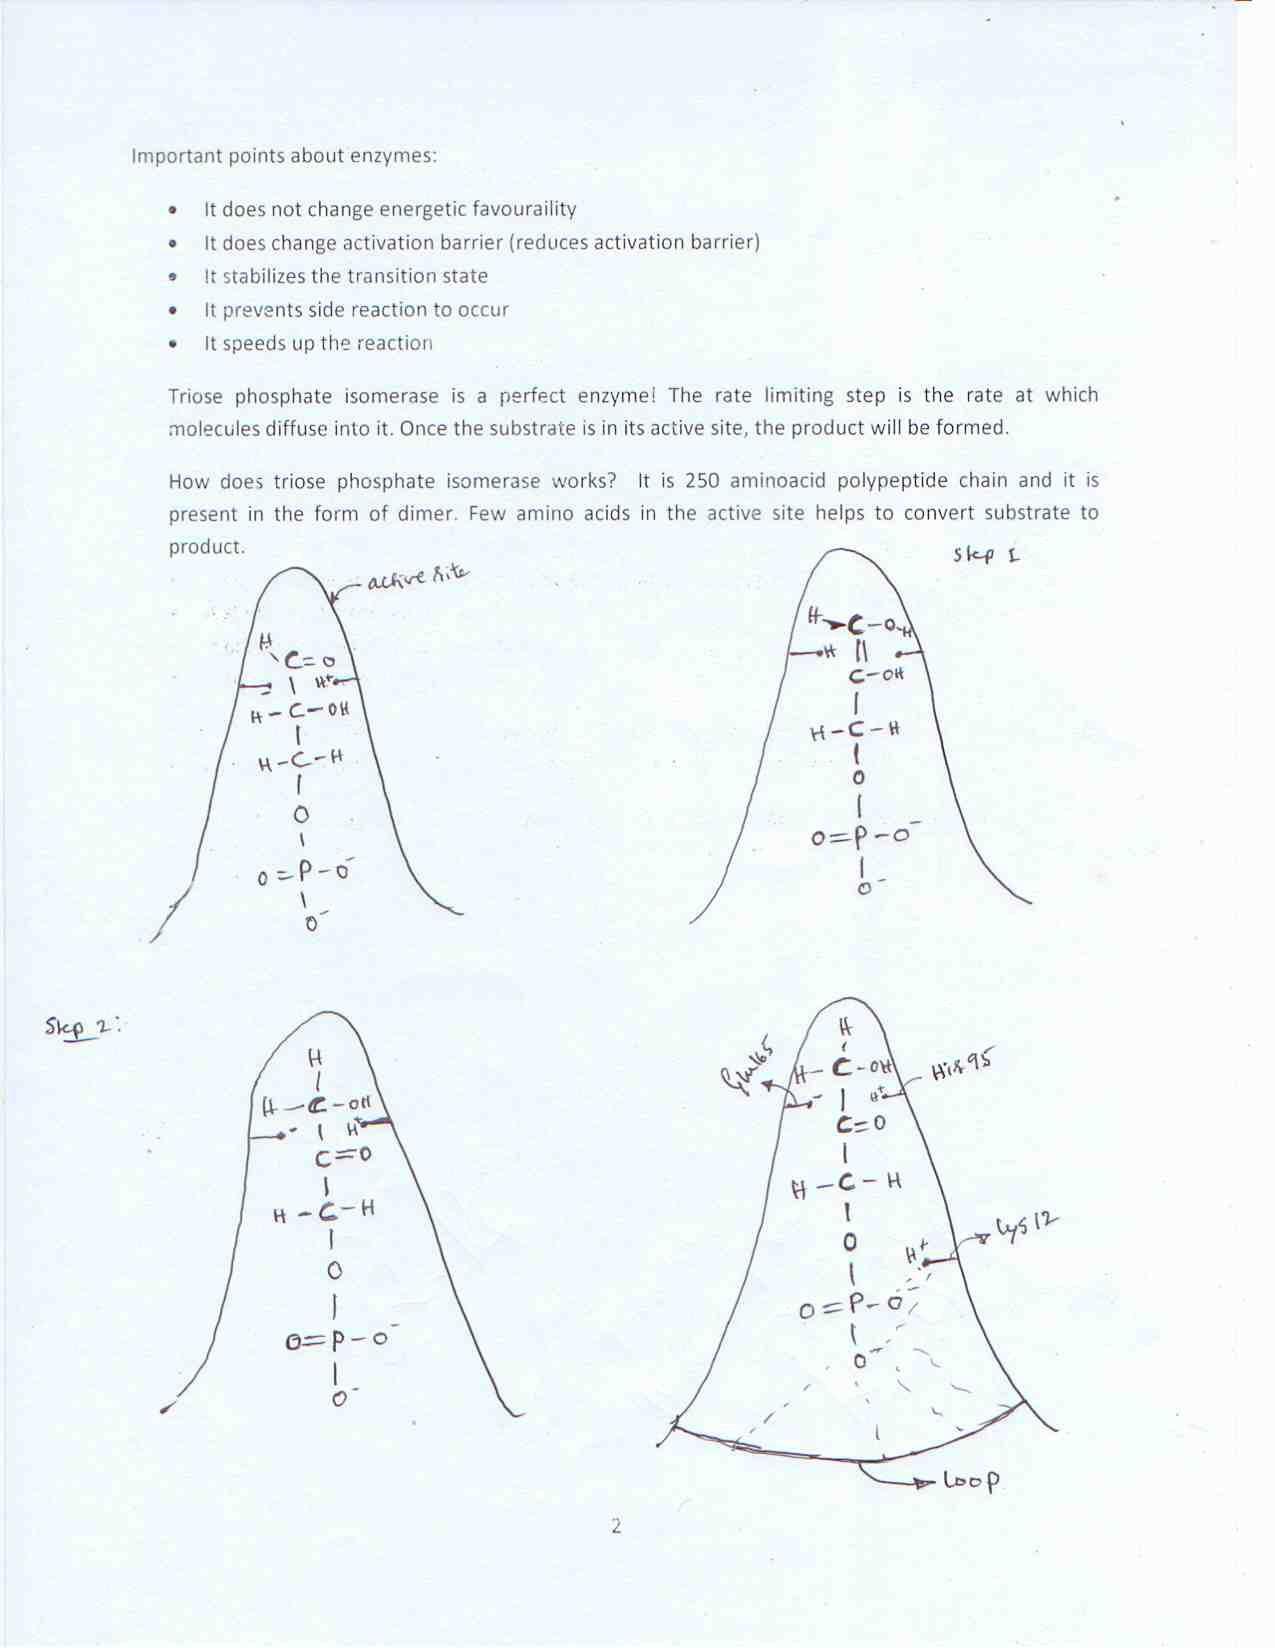 Important points about enzymes:
• It does not change energetic favouraility
• It does change activation barrier (reduces activation barrier)
• It stabilizes the transition state
• It prevents side reaction to occur
• It speeds up the reaction
Triose phosphate isomerase is a perfect enzyme! The rate limiting step is the rate at which
molecules diffuse into it. Once the substrate is in its active site, the product will be formed.
How does triose phosphate isomerase works? It is 250 aminoacid polypeptide chain and it is
present in the form of dimer. Few amino acids in the active site helps to convert substrate to
product.
active site
H
C=O
H+
H-C-OH
H-C-H
O
O=P-O-
O-
Step 1
H C-O-H
H
C-OH
H-C-H
O
O=P-O-
O-
Step 2:
H
H-C-OH
- H+
C=O
H-C-H
O
O=P-O-
O-
H
Glu165
H-C-OH
His95
- H+
C=O
H-C-H
Lys12
O
H+
O=P-O-
O-
Loop
2